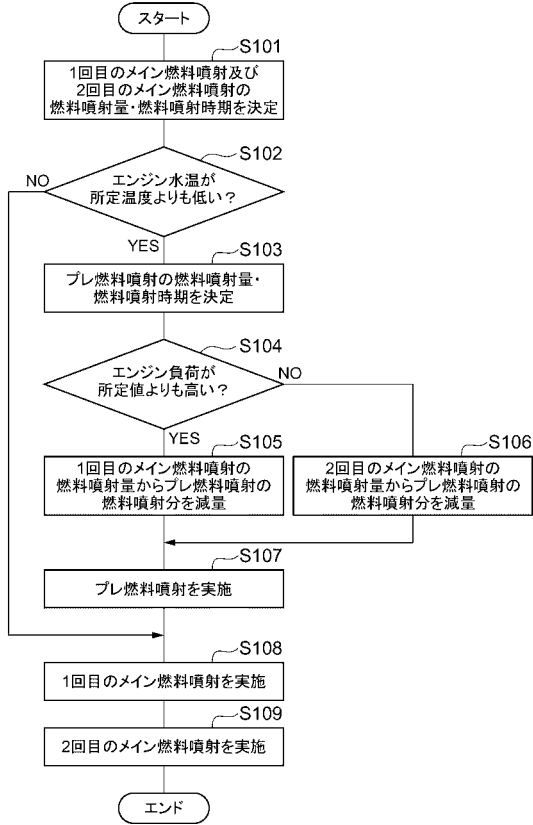 スタート
S101
1回目のメイン燃料噴射及び
2回目のメイン燃料噴射の
燃料噴射量・燃料噴射時期を決定
S102
エンジン水温が
所定温度よりも低い?
NO
YES
S103
プレ燃料噴射の燃料噴射量・
燃料噴射時期を決定
S104
エンジン負荷が
所定値よりも高い?
NO
YES
S105
1回目のメイン燃料噴射の
燃料噴射量からプレ燃料噴射の
燃料噴射分を減量
S106
2回目のメイン燃料噴射の
燃料噴射量からプレ燃料噴射の
燃料噴射分を減量
S107
プレ燃料噴射を実施
S108
1回目のメイン燃料噴射を実施
S109
2回目のメイン燃料噴射を実施
エンド